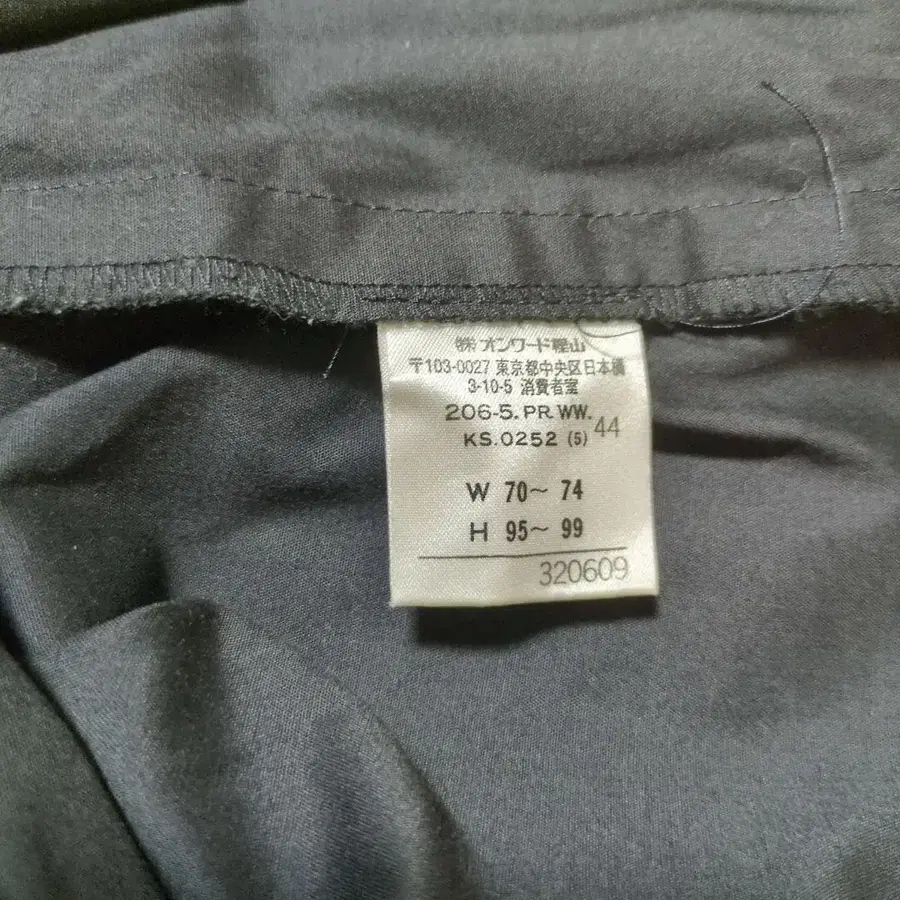 ㈱オンワード樫山
〒103-0027 東京都中央区日本橋
3-10-5 消費者室
206-5. PR. WW.
KS.0252 (5) 44
W 70～ 74
H 95～ 99
320609